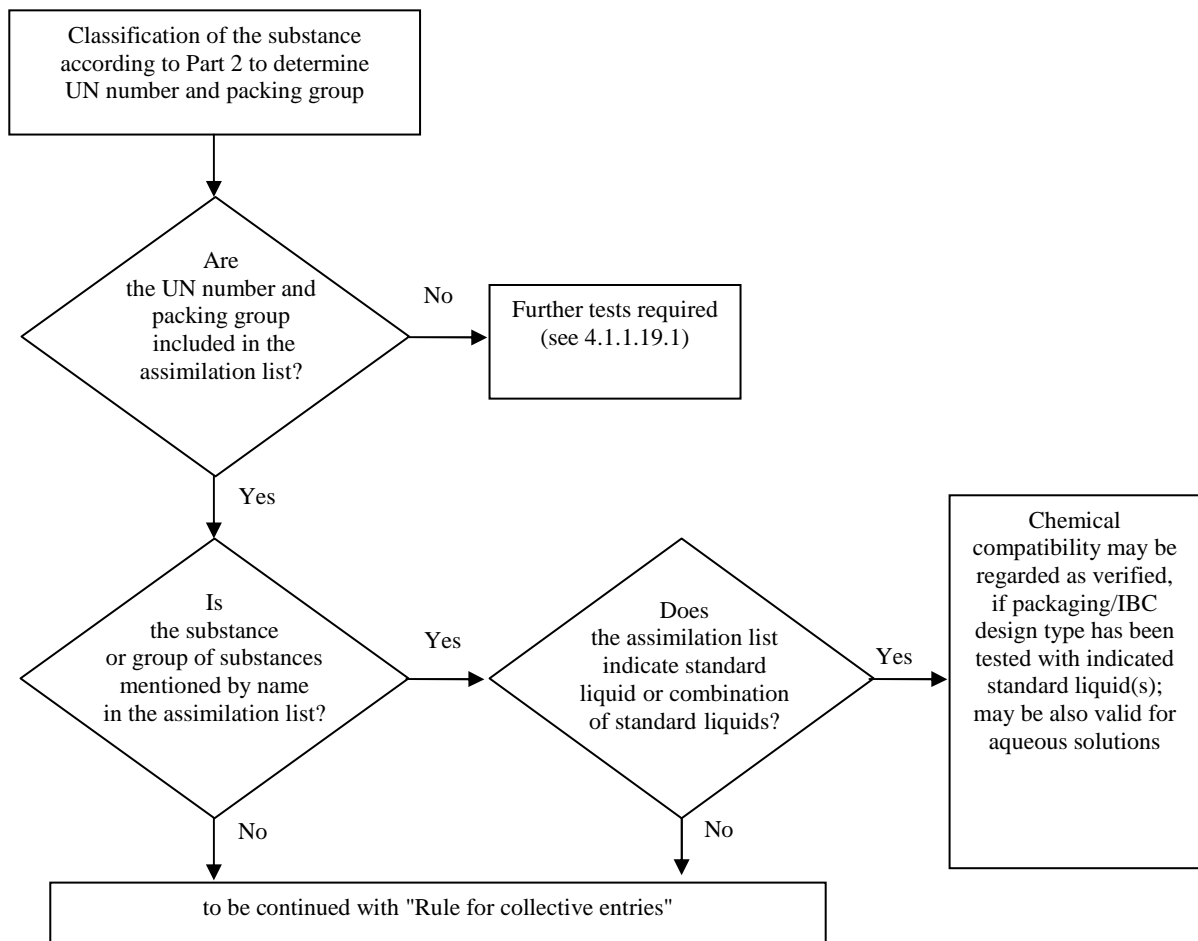 Classification of the substance
according to Part 2 to determine
UN number and packing group
Are
the UN number and
packing group
included in the
assimilation list?
No
Further tests required
(see 4.1.1.19.1)
Yes
Is
the substance
or group of substances
mentioned by name
in the assimilation list?
Yes
Does
the assimilation list
indicate standard
liquid or combination
of standard liquids?
Yes
Chemical
compatibility may be
regarded as verified,
if packaging/IBC
design type has been
tested with indicated
standard liquid(s);
may be also valid for
aqueous solutions
No
No
to be continued with "Rule for collective entries"